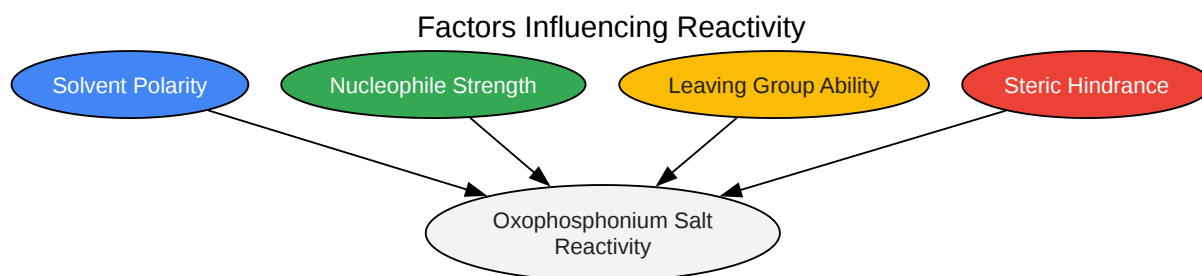 Factors Influencing Reactivity
Solvent Polarity
Nucleophile Strength
Leaving Group Ability
Steric Hindrance
Oxophosphonium Salt
Reactivity